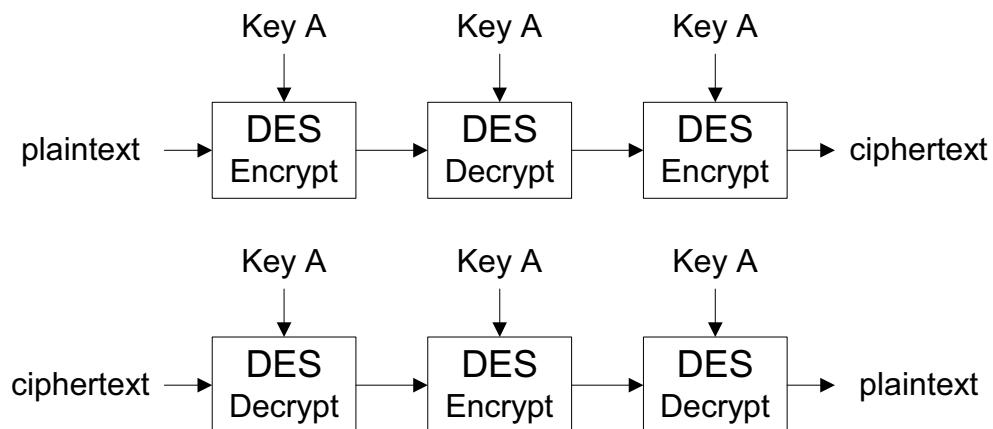 Key A Key A Key A
DES DES DES
plaintext Encrypt Decrypt Encrypt ciphertext
Key A Key A Key A
DES DES DES
ciphertext Decrypt Encrypt Decrypt plaintext